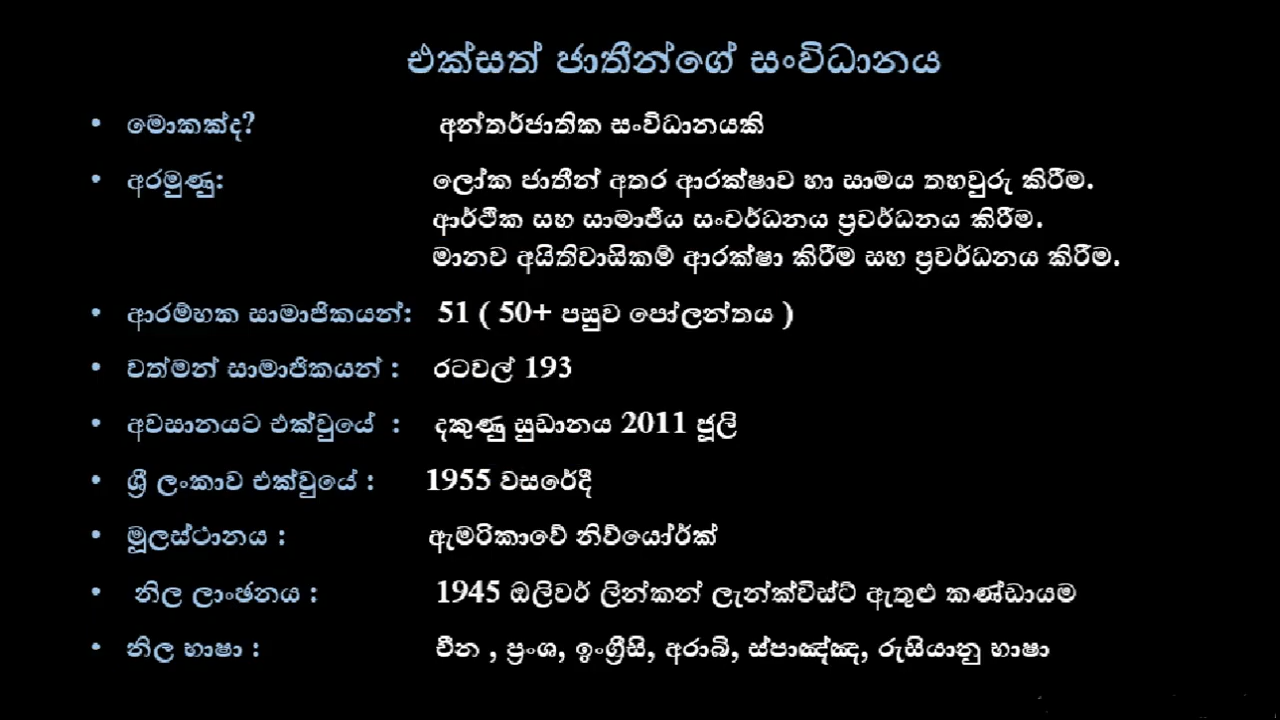 එක්සත් ජාතීන්ගේ සංවිධානය
• මොකක්ද? අන්තර්ජාතික සංවිධානයකි
• අරමුණු: ලෝක ජාතීන් අතර ආරක්ෂාව හා සාමය තහවුරු කිරීම.
ආර්ථික සහ සාමාජීය සංවර්ධනය ප්‍රවර්ධනය කිරීම.
මානව අයිතිවාසිකම් ආරක්ෂා කිරීම සහ ප්‍රවර්ධනය කිරීම.
• ආරම්භක සාමාජිකයන්: 51 ( 50+ පසුව පෝලන්තය )
• වත්මන් සාමාජිකයන් : රටවල් 193
• අවසානයට එක්වුයේ : දකුණු සුඩානය 2011 ජූලි
• ශ්‍රී ලංකාව එක්වුයේ : 1955 වසරේදී
• මූලස්ථානය : ඇමරිකාවේ නිව්යෝර්ක්
• නිල ලාංඡනය : 1945 ඔලිවර් ලින්කන් ලැන්ක්විස්ට් ඇතුළු කණ්ඩායම
• නිල භාෂා : චීන , ප්‍රංශ, ඉංග්‍රීසි, අරාබි, ස්පාඤ්ඤ, රුසියානු භාෂා